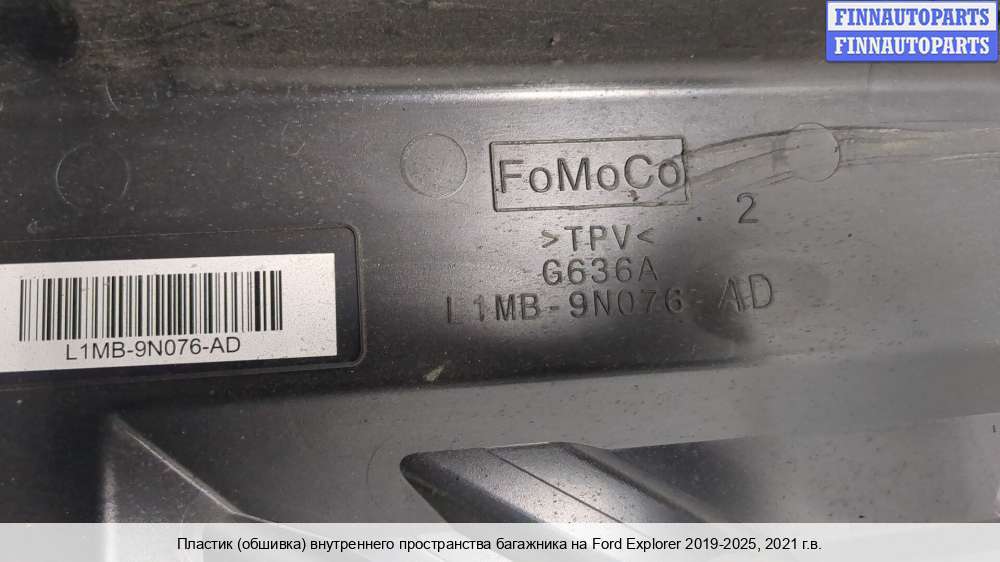 FINNAUTOPARTS
FINNAUTOPARTS
FoMoCo
2
>TPV<
G636A
L1MB-9N076-AD
L1MB-9N076-AD
Пластик (обшивка) внутреннего пространства багажника на Ford Explorer 2019-2025, 2021 г.в.